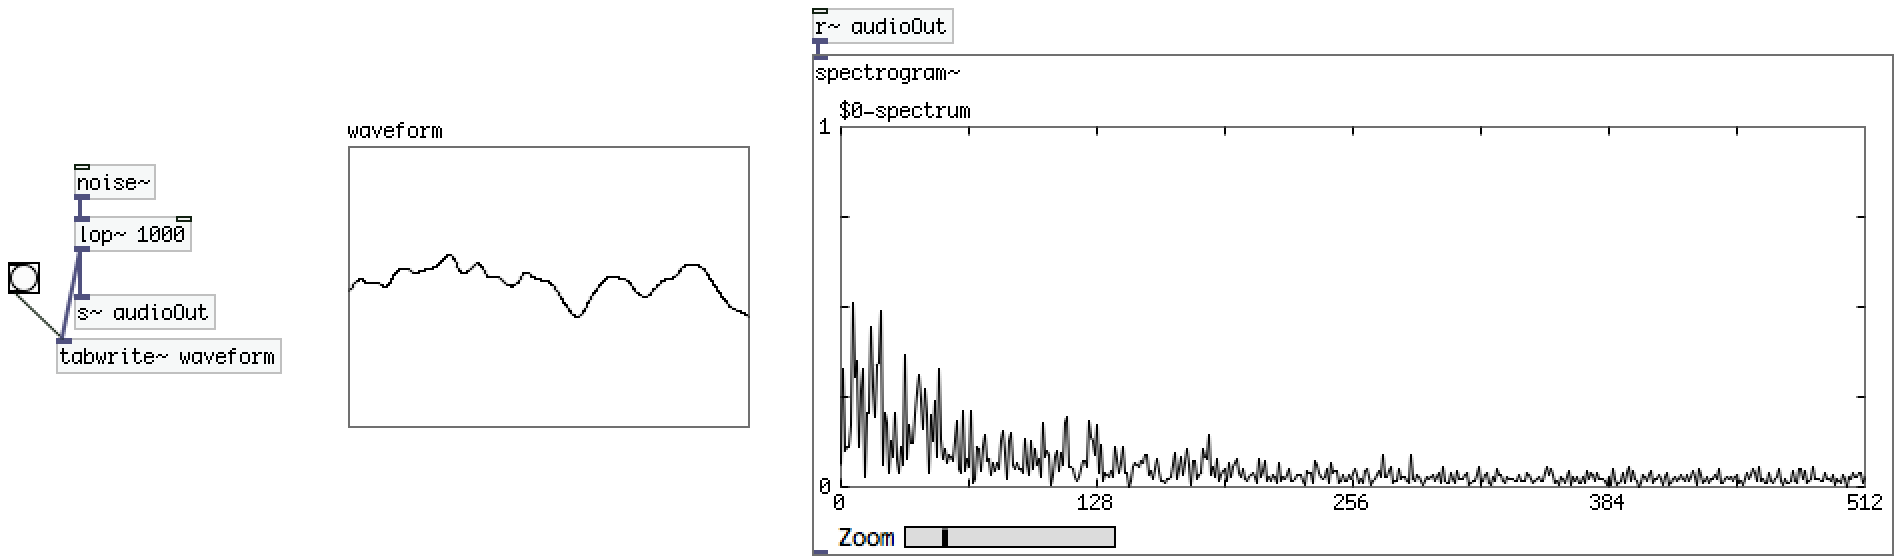 noise~
lop~ 1000
s~ audioOut
tabwrite~ waveform
waveform
r~ audioOut
spectrogram~
$0-spectrum
1
0
0 128 256 384 512
Zoom